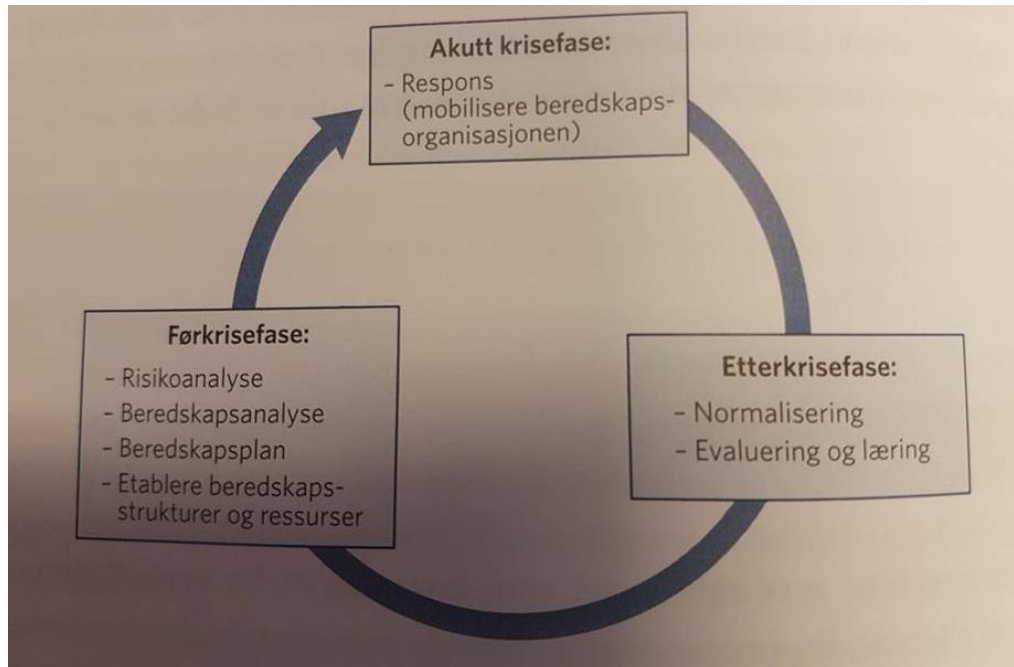 Akutt krisefase:
– Respons
(mobilisere beredskaps-
organisasjonen)
Førkrisefase:
– Risikoanalyse
– Beredskapsanalyse
– Beredskapsplan
– Etablere beredskaps-
strukturer og ressurser
Etterkrisefase:
– Normalisering
– Evaluering og læring